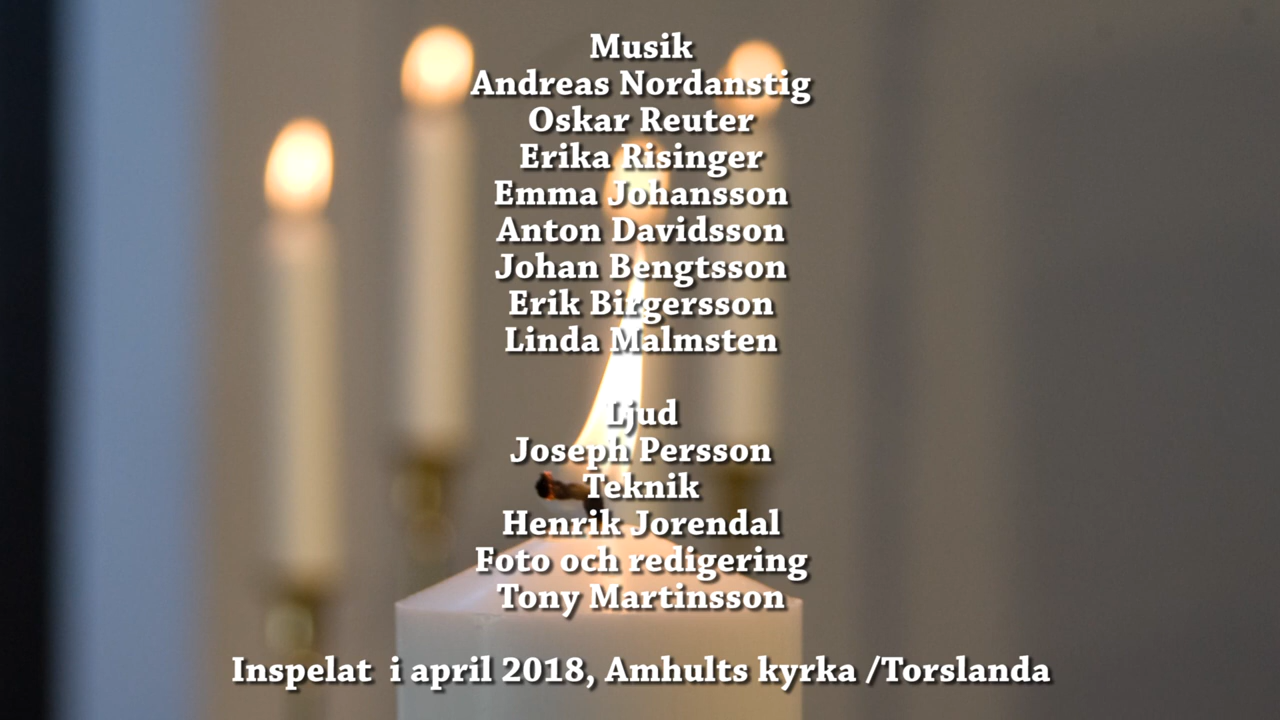 Musik
Andreas Nordanstig
Oskar Reuter
Erika Risinger
Emma Johansson
Anton Davidsson
Johan Bengtsson
Erik Birgersson
Linda Malmsten
Ljud
Joseph Persson
Teknik
Henrik Jorendal
Foto och redigering
Tony Martinsson
Inspelat  i april 2018, Amhults kyrka /Torslanda